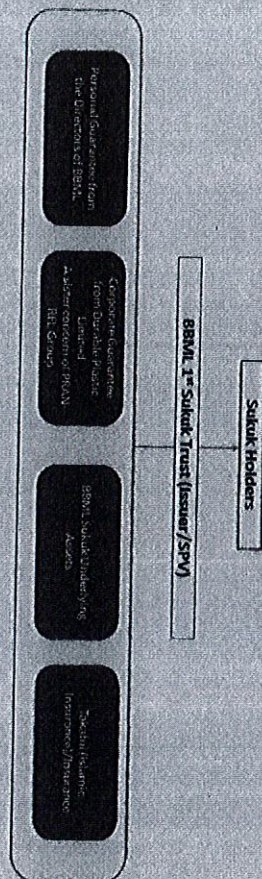 Sukuk Holders
BBML 1st Sukuk Trust (Issuer/SPV)
Personal Guarantee from
the Directors of BBML
Corporate Guarantee
from Durable Plastic
Limited
A sister concern of PRAN
RFL Group
BBML Sukuk Underlying
Assets
Takaful (Islamic
Insurance)/Insurance